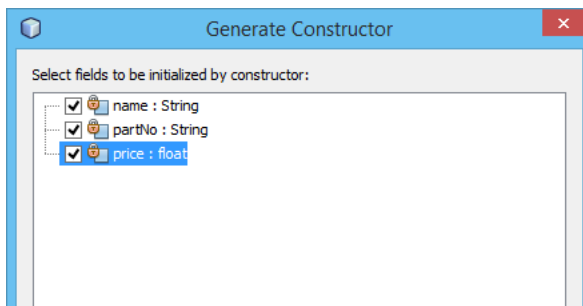 Generate Constructor
Select fields to be initialized by constructor:
name : String
partNo : String
price : float